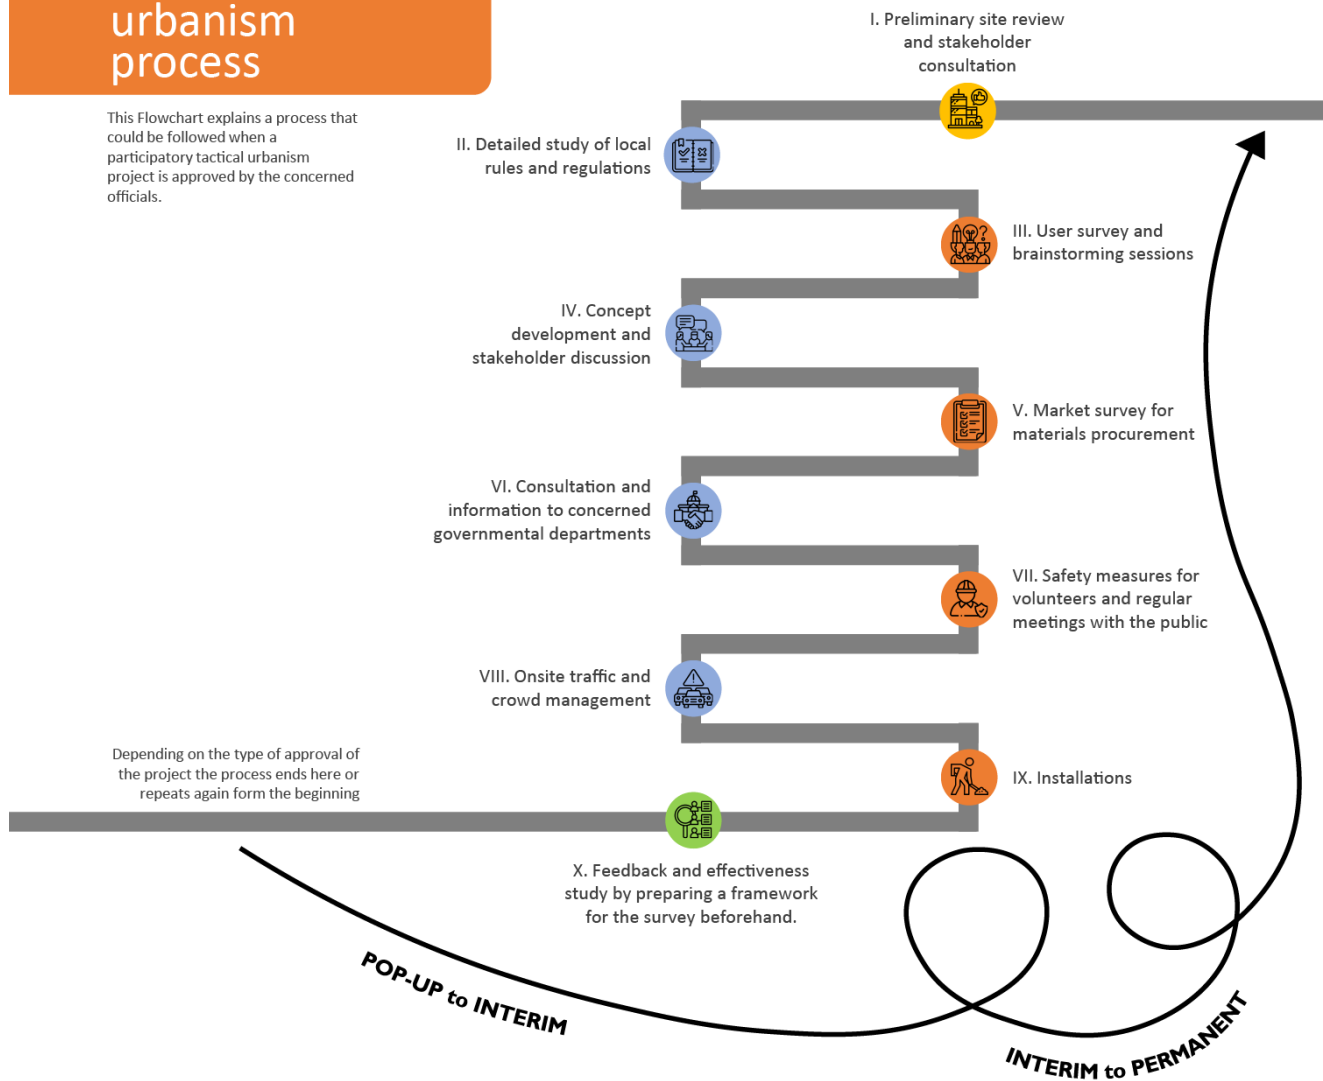 urbanism
process
This Flowchart explains a process that
could be followed when a
participatory tactical urbanism
project is approved by the concerned
officials.
I. Preliminary site review
and stakeholder
consultation
II. Detailed study of local
rules and regulations
III. User survey and
brainstorming sessions
IV. Concept
development and
stakeholder discussion
V. Market survey for
materials procurement
VI. Consultation and
information to concerned
governmental departments
VII. Safety measures for
volunteers and regular
meetings with the public
VIII. Onsite traffic and
crowd management
IX. Installations
Depending on the type of approval of
the project the process ends here or
repeats again form the beginning
X. Feedback and effectiveness
study by preparing a framework
for the survey beforehand.
POP-UP to INTERIM
INTERIM to PERMANENT